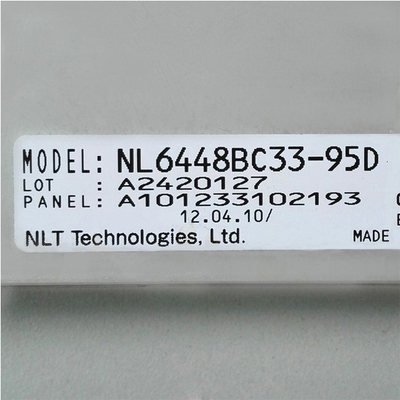 MODEL: NL6448BC33-95D
LOT : A2420127
PANEL: A101233102193
12.04.10/
NLT Technologies, Ltd.
MADE